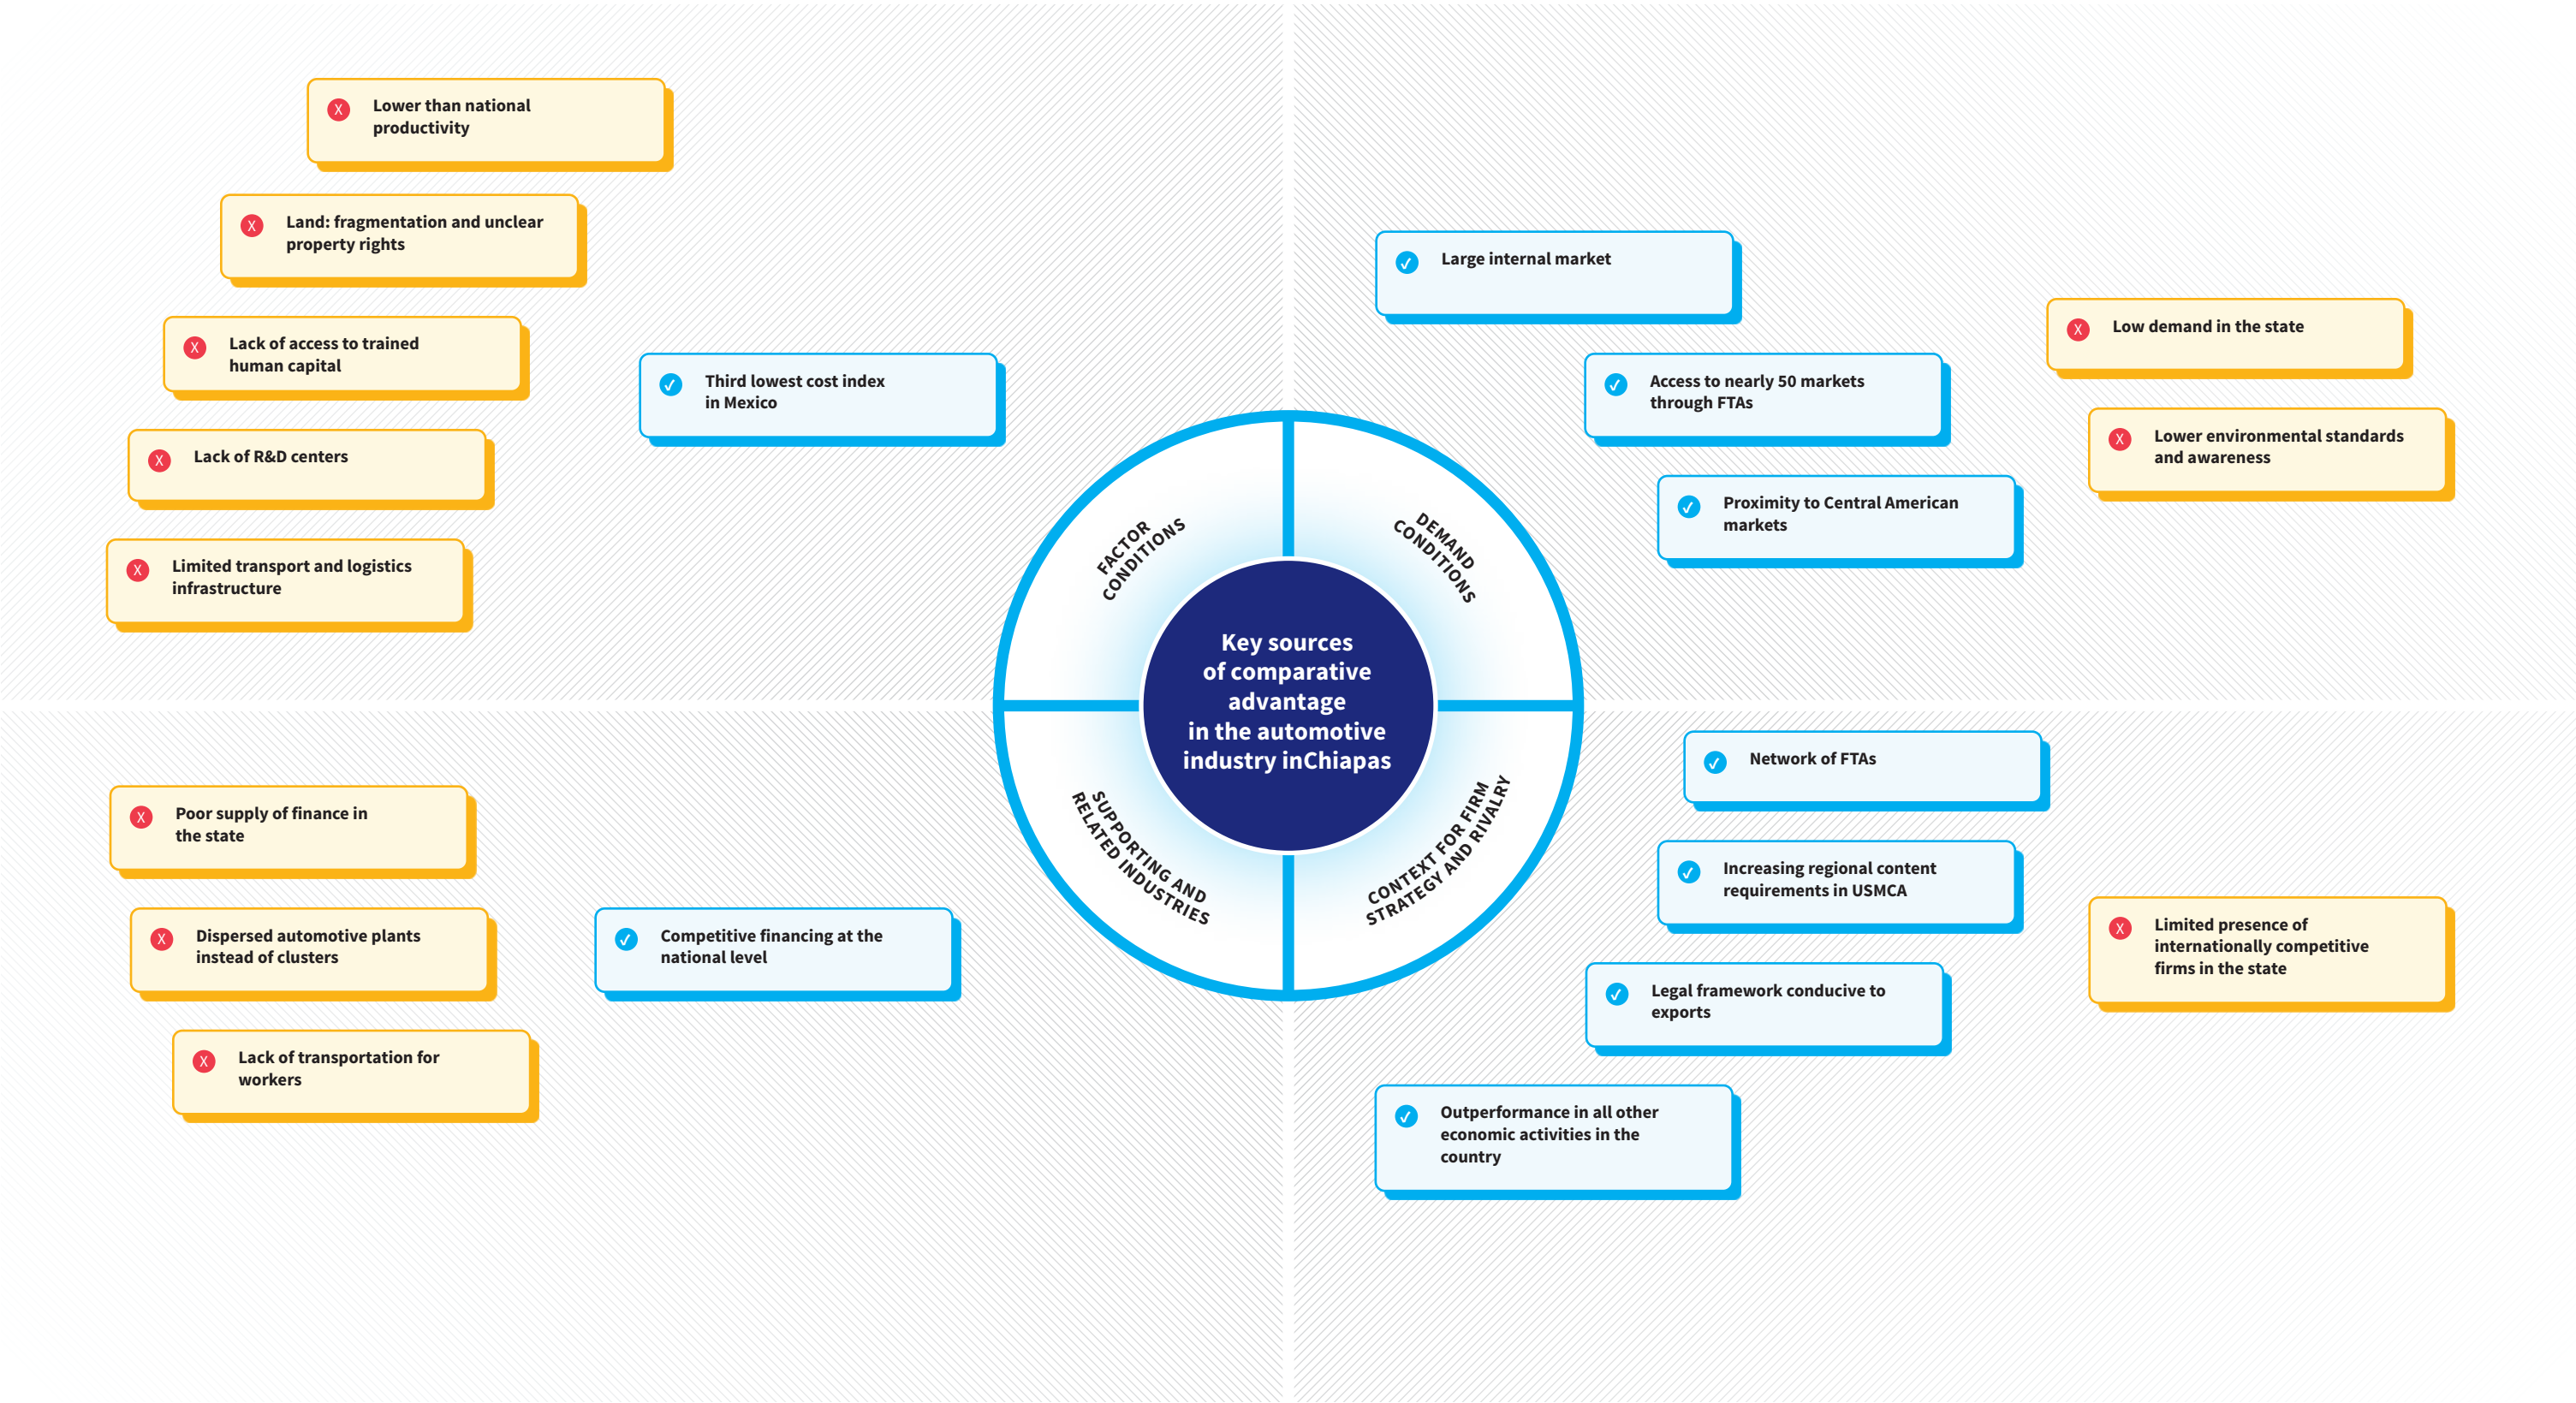 X
Lower than national
productivity
X
Land: fragmentation and unclear
property rights
X
Lack of access to trained
human capital
X
Lack of R&D centers
X
Limited transport and logistics
infrastructure
✓
Third lowest cost index
in Mexico
✓
Large internal market
✓
Access to nearly 50 markets
through FTAs
✓
Proximity to Central American
markets
X
Low demand in the state
X
Lower environmental standards
and awareness
FACTOR
CONDITIONS
DEMAND
CONDITIONS
Key sources
of comparative
advantage
in the automotive
industry inChiapas
SUPPORTING AND
RELATED INDUSTRIES
CONTEXT FOR FIRM
STRATEGY AND RIVALRY
X
Poor supply of finance in
the state
X
Dispersed automotive plants
instead of clusters
X
Lack of transportation for
workers
✓
Competitive financing at the
national level
✓
Network of FTAs
✓
Increasing regional content
requirements in USMCA
✓
Legal framework conducive to
exports
✓
Outperformance in all other
economic activities in the
country
X
Limited presence of
internationally competitive
firms in the state